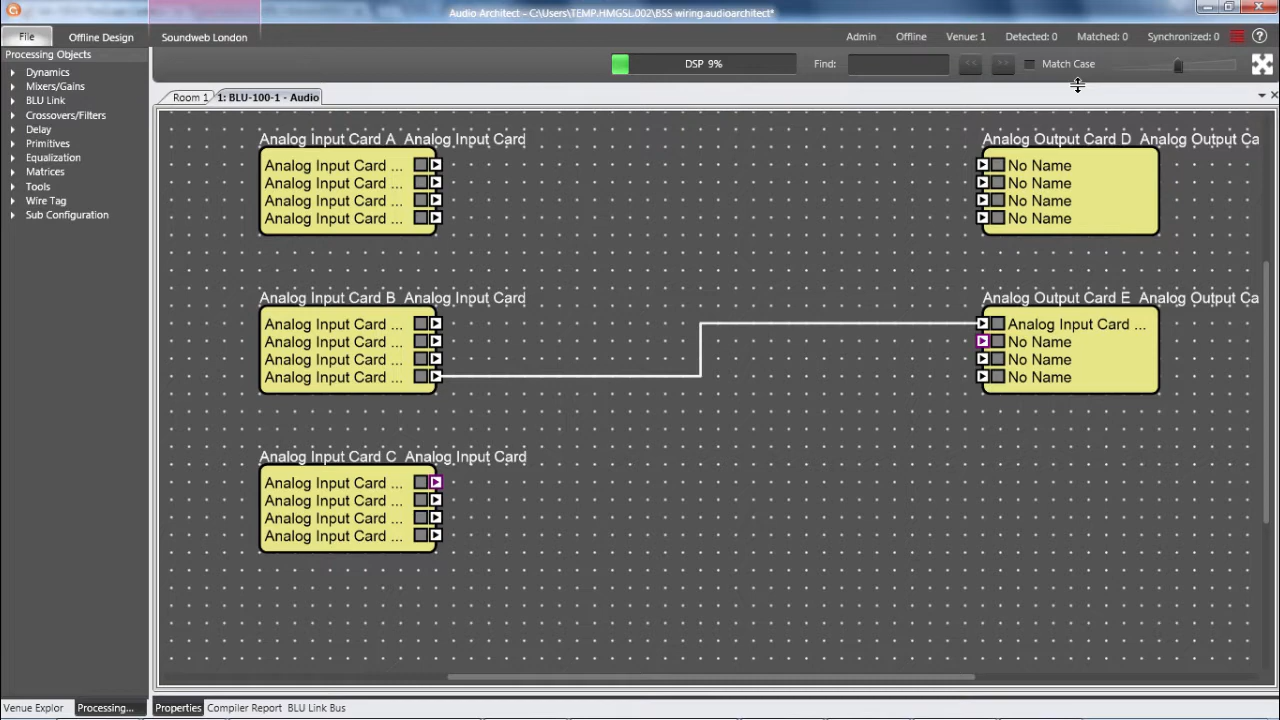 Audio Architect - C:\Users\TEMP.HMGSL.002\BSS wiring.audioarchitect*
File Offline Design Soundweb London Admin Offline Venue: 1 Detected: 0 Matched: 0 Synchronized: 0
Processing Objects
DSP 9% Find: << >> Match Case
Dynamics
Mixers/Gains
BLU Link
Crossovers/Filters
Delay
Primitives
Equalization
Matrices
Tools
Wire Tag
Sub Configuration
Room 1 1: BLU-100-1 - Audio
Analog Input Card A Analog Input Card
Analog Input Card ...
Analog Input Card ...
Analog Input Card ...
Analog Input Card ...
Analog Output Card D Analog Output Ca
No Name
No Name
No Name
No Name
Analog Input Card B Analog Input Card
Analog Input Card ...
Analog Input Card ...
Analog Input Card ...
Analog Input Card ...
Analog Output Card E Analog Output Ca
Analog Input Card ...
No Name
No Name
No Name
Analog Input Card C Analog Input Card
Analog Input Card ...
Analog Input Card ...
Analog Input Card ...
Analog Input Card ...
Venue Explor Processing... Properties Compiler Report BLU Link Bus